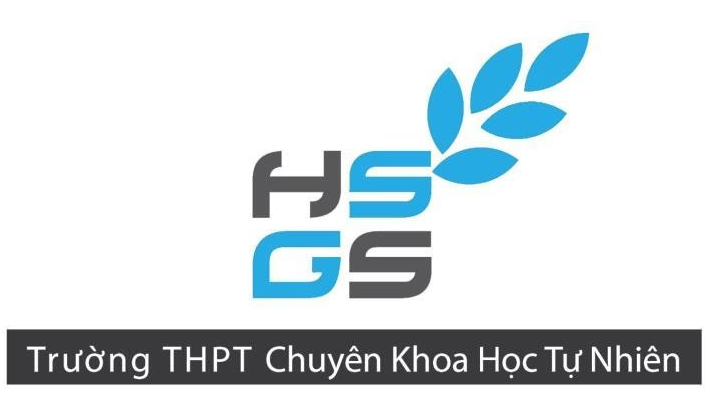 HS
GS
Trường THPT Chuyên Khoa Học Tự Nhiên